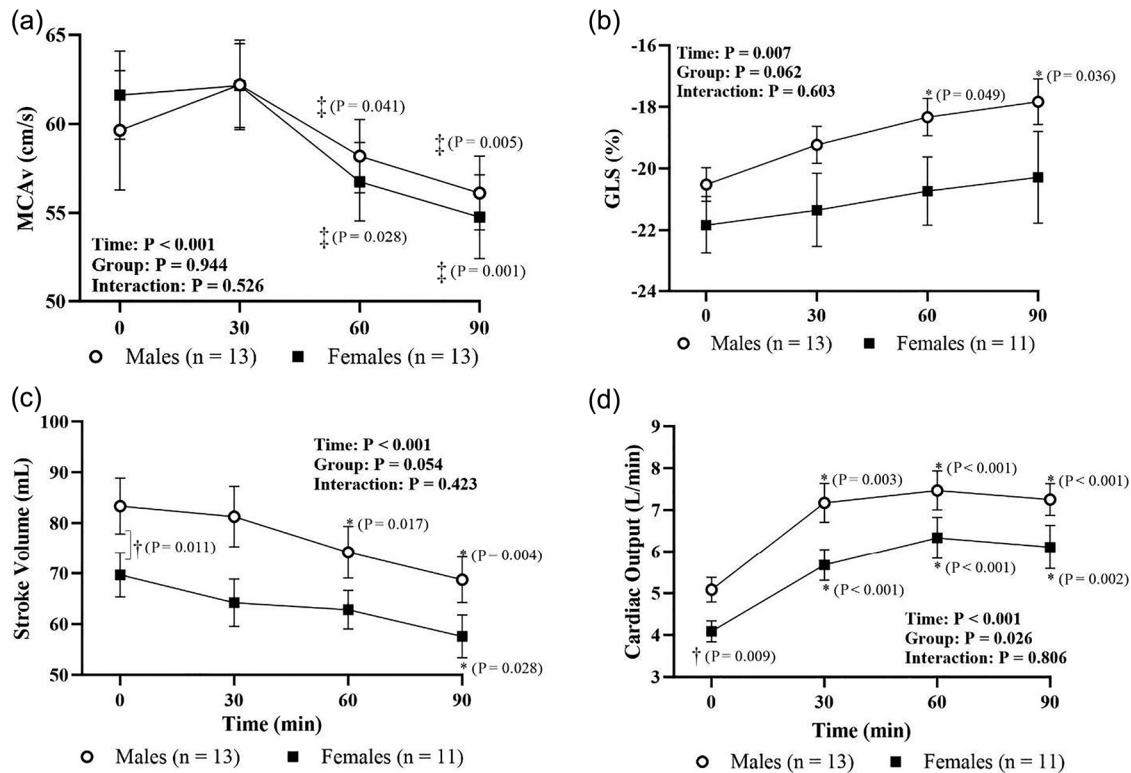 (a)
65
60
55
50
MCAv (cm/s)
‡ (P = 0.041)
‡ (P = 0.005)
‡ (P = 0.028)
‡ (P = 0.001)
Time: P < 0.001
Group: P = 0.944
Interaction: P = 0.526
0 30 60 90
Males (n = 13) Females (n = 13)
(b)
-16
-18
-20
-22
-24
GLS (%)
Time: P = 0.007
Group: P = 0.062
Interaction: P = 0.603
* (P = 0.049)
* (P = 0.036)
0 30 60 90
Males (n = 13) Females (n = 11)
(c)
100
90
80
70
60
50
Stroke Volume (mL)
Time: P < 0.001
Group: P = 0.054
Interaction: P = 0.423
† (P = 0.011)
* (P = 0.017)
* (P = 0.004)
* (P = 0.028)
0 30 60 90
Time (min)
Males (n = 13) Females (n = 11)
(d)
9
8
7
6
5
4
3
Cardiac Output (L/min)
* (P = 0.003)
* (P < 0.001)
* (P < 0.001)
* (P < 0.001)
* (P < 0.001)
* (P = 0.002)
† (P = 0.009)
Time: P < 0.001
Group: P = 0.026
Interaction: P = 0.806
0 30 60 90
Time (min)
Males (n = 13) Females (n = 11)